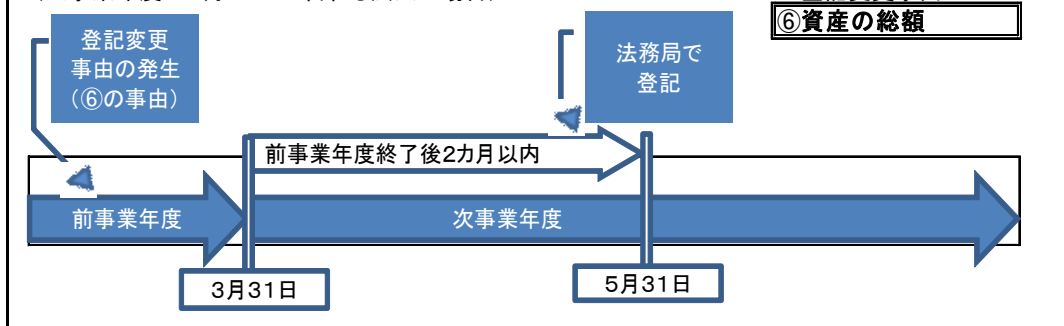 ⑥資産の総額
登記変更
事由の発生
(⑥の事由)
法務局で
登記
前事業年度終了後2カ月以内
前事業年度
次事業年度
3月31日
5月31日